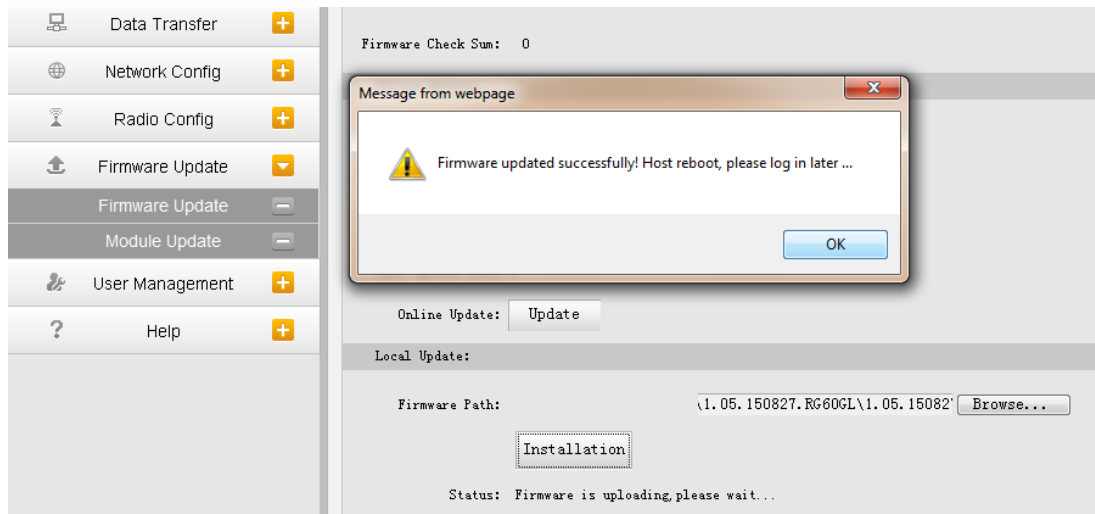 Data Transfer
Network Config
Radio Config
Firmware Update
Firmware Update
Module Update
User Management
Help
Firmware Check Sum: 0
Message from webpage
Firmware updated successfully! Host reboot, please log in later ...
OK
Online Update: Update
Local Update:
Firmware Path: \1.05.150827.RG60GL\1.05.15082 Browse...
Installation
Status: Firmware is uploading,please wait...